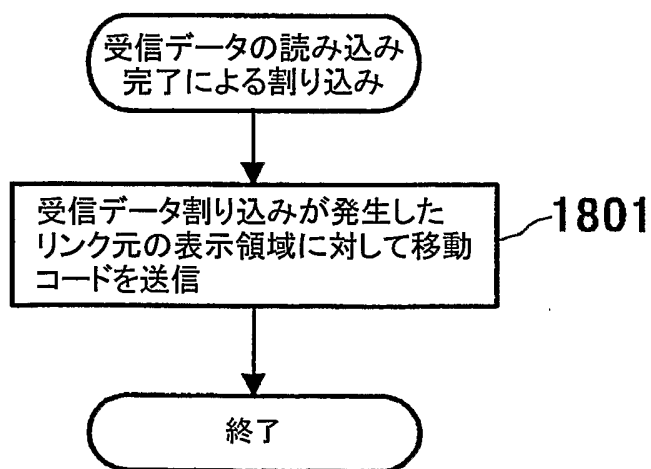 受信データの読み込み
完了による割り込み
受信データ割り込みが発生した
リンク元の表示領域に対して移動
コードを送信
1801
終了